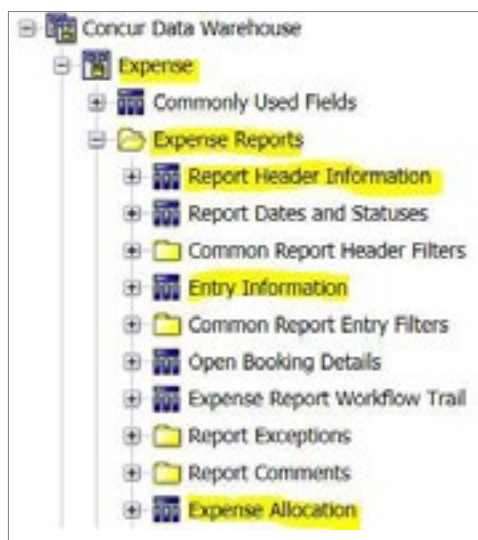 Concur Data Warehouse
Expense
Commonly Used Fields
Expense Reports
Report Header Information
Report Dates and Statuses
Common Report Header Filters
Entry Information
Common Report Entry Filters
Open Booking Details
Expense Report Workflow Trail
Report Exceptions
Report Comments
Expense Allocation